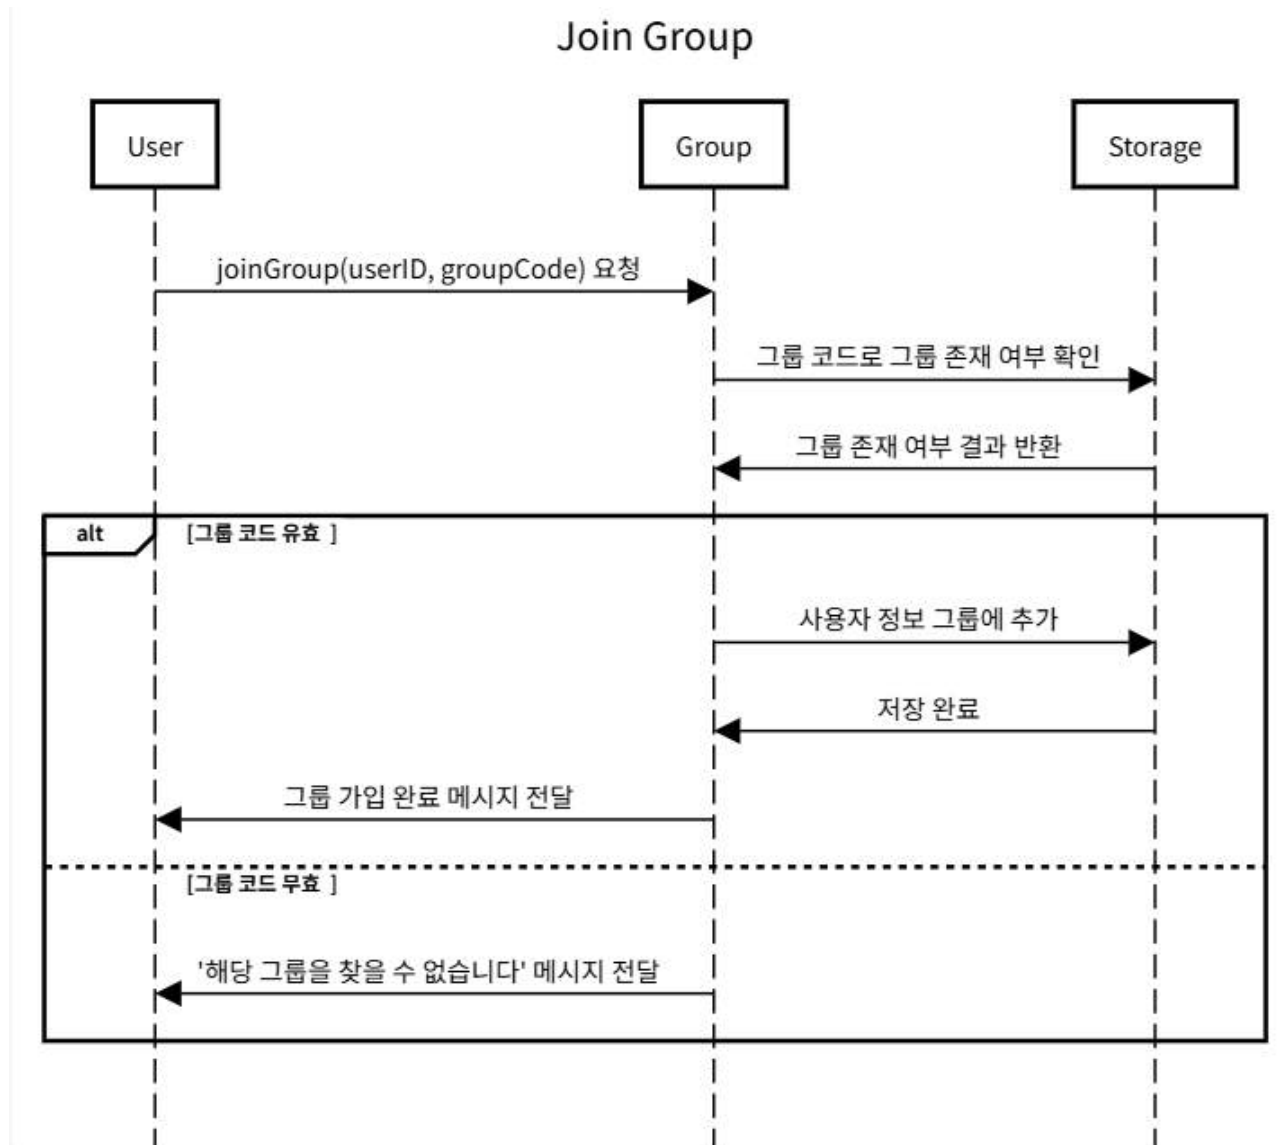 Join Group
User
Group
Storage
joinGroup(userID, groupCode) 요청
그룹 코드로 그룹 존재 여부 확인
그룹 존재 여부 결과 반환
alt
[그룹 코드 유효 ]
사용자 정보 그룹에 추가
저장 완료
그룹 가입 완료 메시지 전달
[그룹 코드 무효 ]
'해당 그룹을 찾을 수 없습니다' 메시지 전달